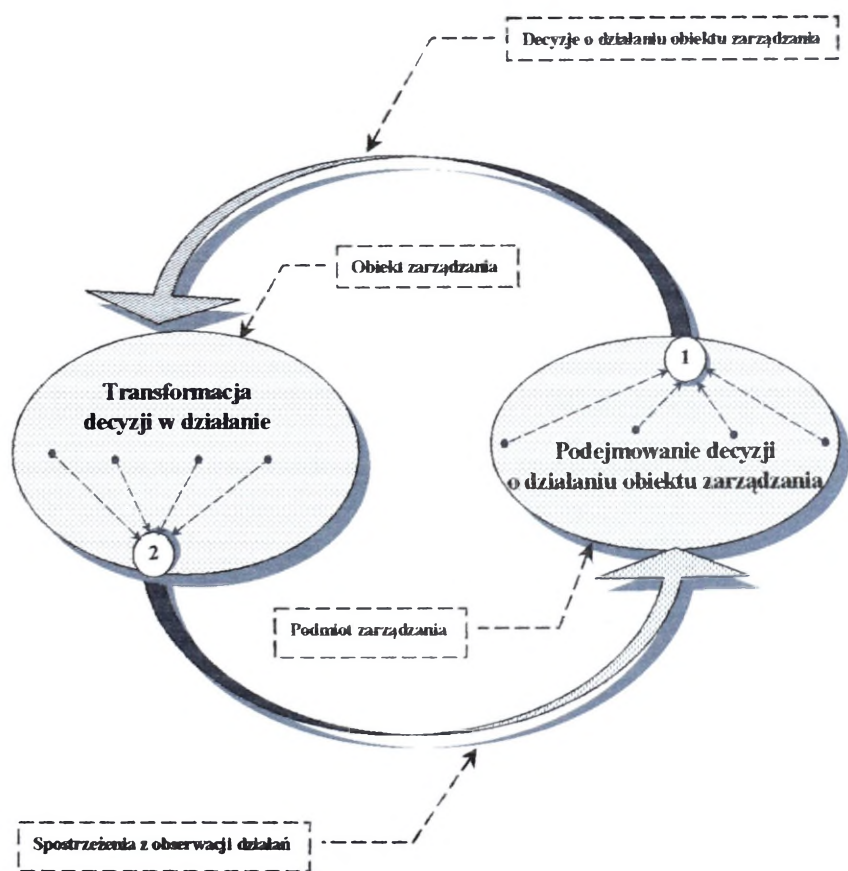 Decyzje o działaniu obiektu zarządzania
Obiekt zarządzania
1
Transformacja
decyzji w działanie
Podejmowanie decyzji
o działaniu obiektu zarządzania
2
Podmiot zarządzania
Spostrzeżenia z obserwacji działań